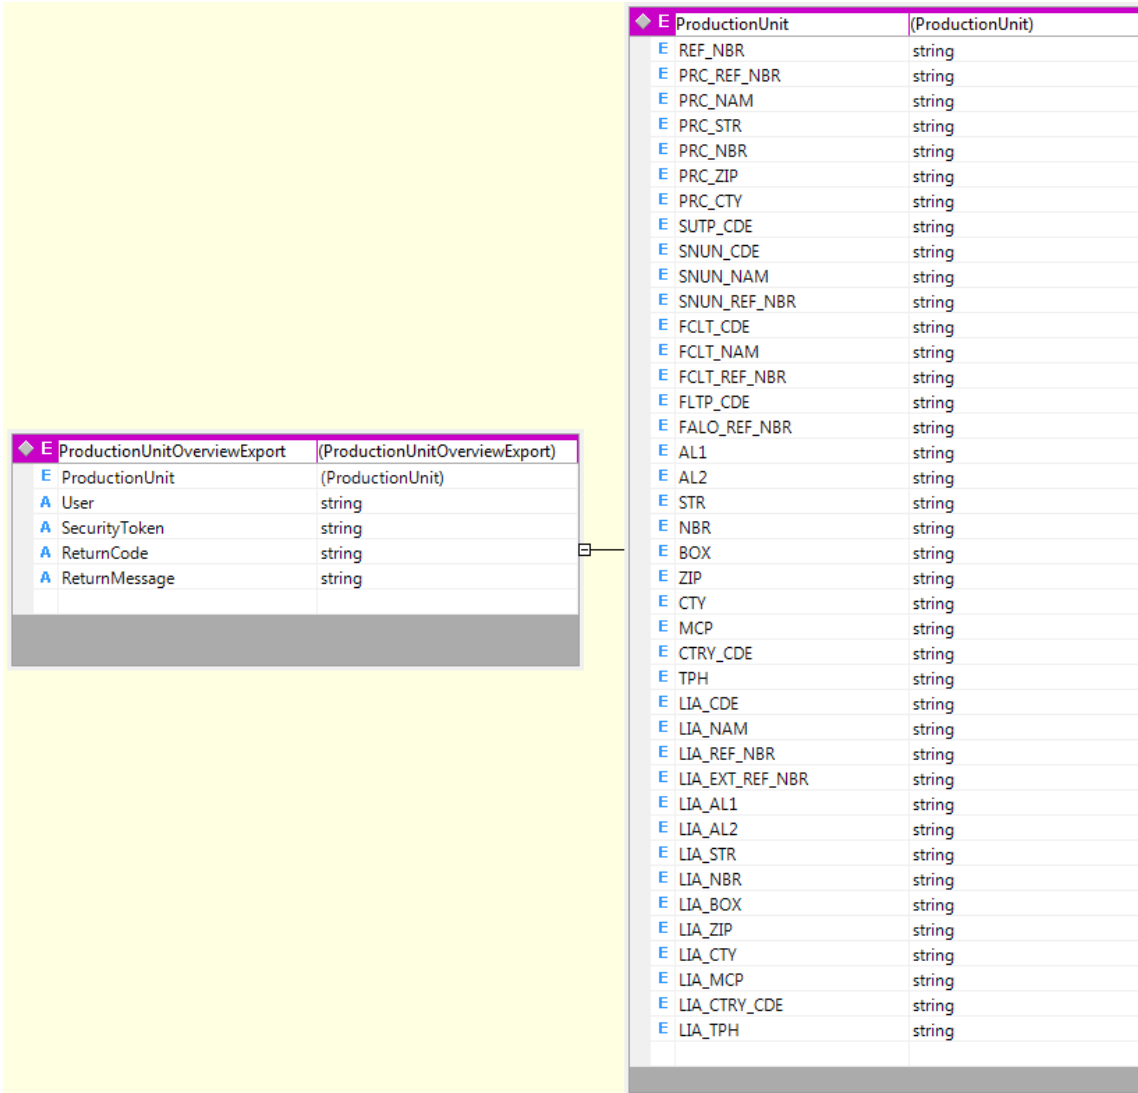 E ProductionUnitOverviewExport (ProductionUnitOverviewExport)
E ProductionUnit (ProductionUnit)
A User string
A SecurityToken string
A ReturnCode string
A ReturnMessage string
E ProductionUnit (ProductionUnit)
E REF_NBR string
E PRC_REF_NBR string
E PRC_NAM string
E PRC_STR string
E PRC_NBR string
E PRC_ZIP string
E PRC_CTY string
E SUTP_CDE string
E SNUN_CDE string
E SNUN_NAM string
E SNUN_REF_NBR string
E FCLT_CDE string
E FCLT_NAM string
E FCLT_REF_NBR string
E FLTP_CDE string
E FALO_REF_NBR string
E AL1 string
E AL2 string
E STR string
E NBR string
E BOX string
E ZIP string
E CTY string
E MCP string
E CTRY_CDE string
E TPH string
E LIA_CDE string
E LIA_NAM string
E LIA_REF_NBR string
E LIA_EXT_REF_NBR string
E LIA_AL1 string
E LIA_AL2 string
E LIA_STR string
E LIA_NBR string
E LIA_BOX string
E LIA_ZIP string
E LIA_CTY string
E LIA_MCP string
E LIA_CTRY_CDE string
E LIA_TPH string